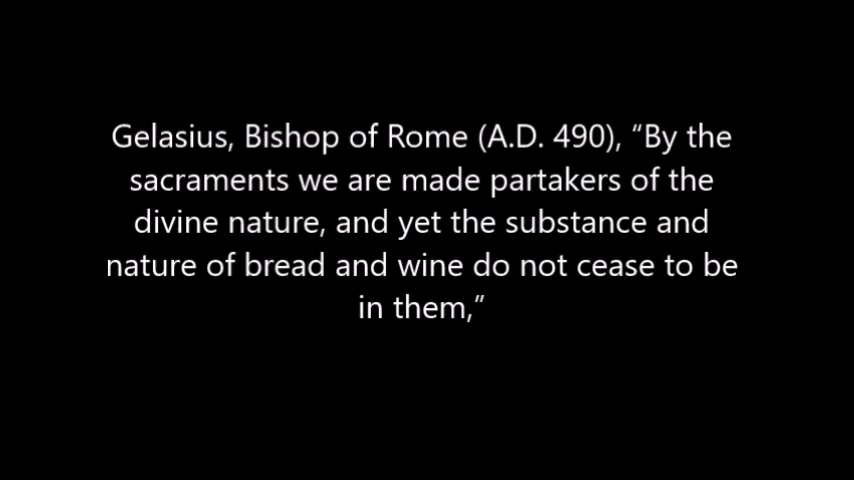 Gelasius, Bishop of Rome (A.D. 490), “By the
sacraments we are made partakers of the
divine nature, and yet the substance and
nature of bread and wine do not cease to be
in them,”